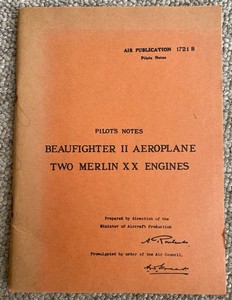 AIR PUBLICATION 1721 B
Pilots Notes
PILOT'S NOTES
BEAUFIGHTER II AEROPLANE
TWO MERLIN XX ENGINES
Prepared by direction of the
Minister of Aircraft Production
Promulgated by order of the Air Council.